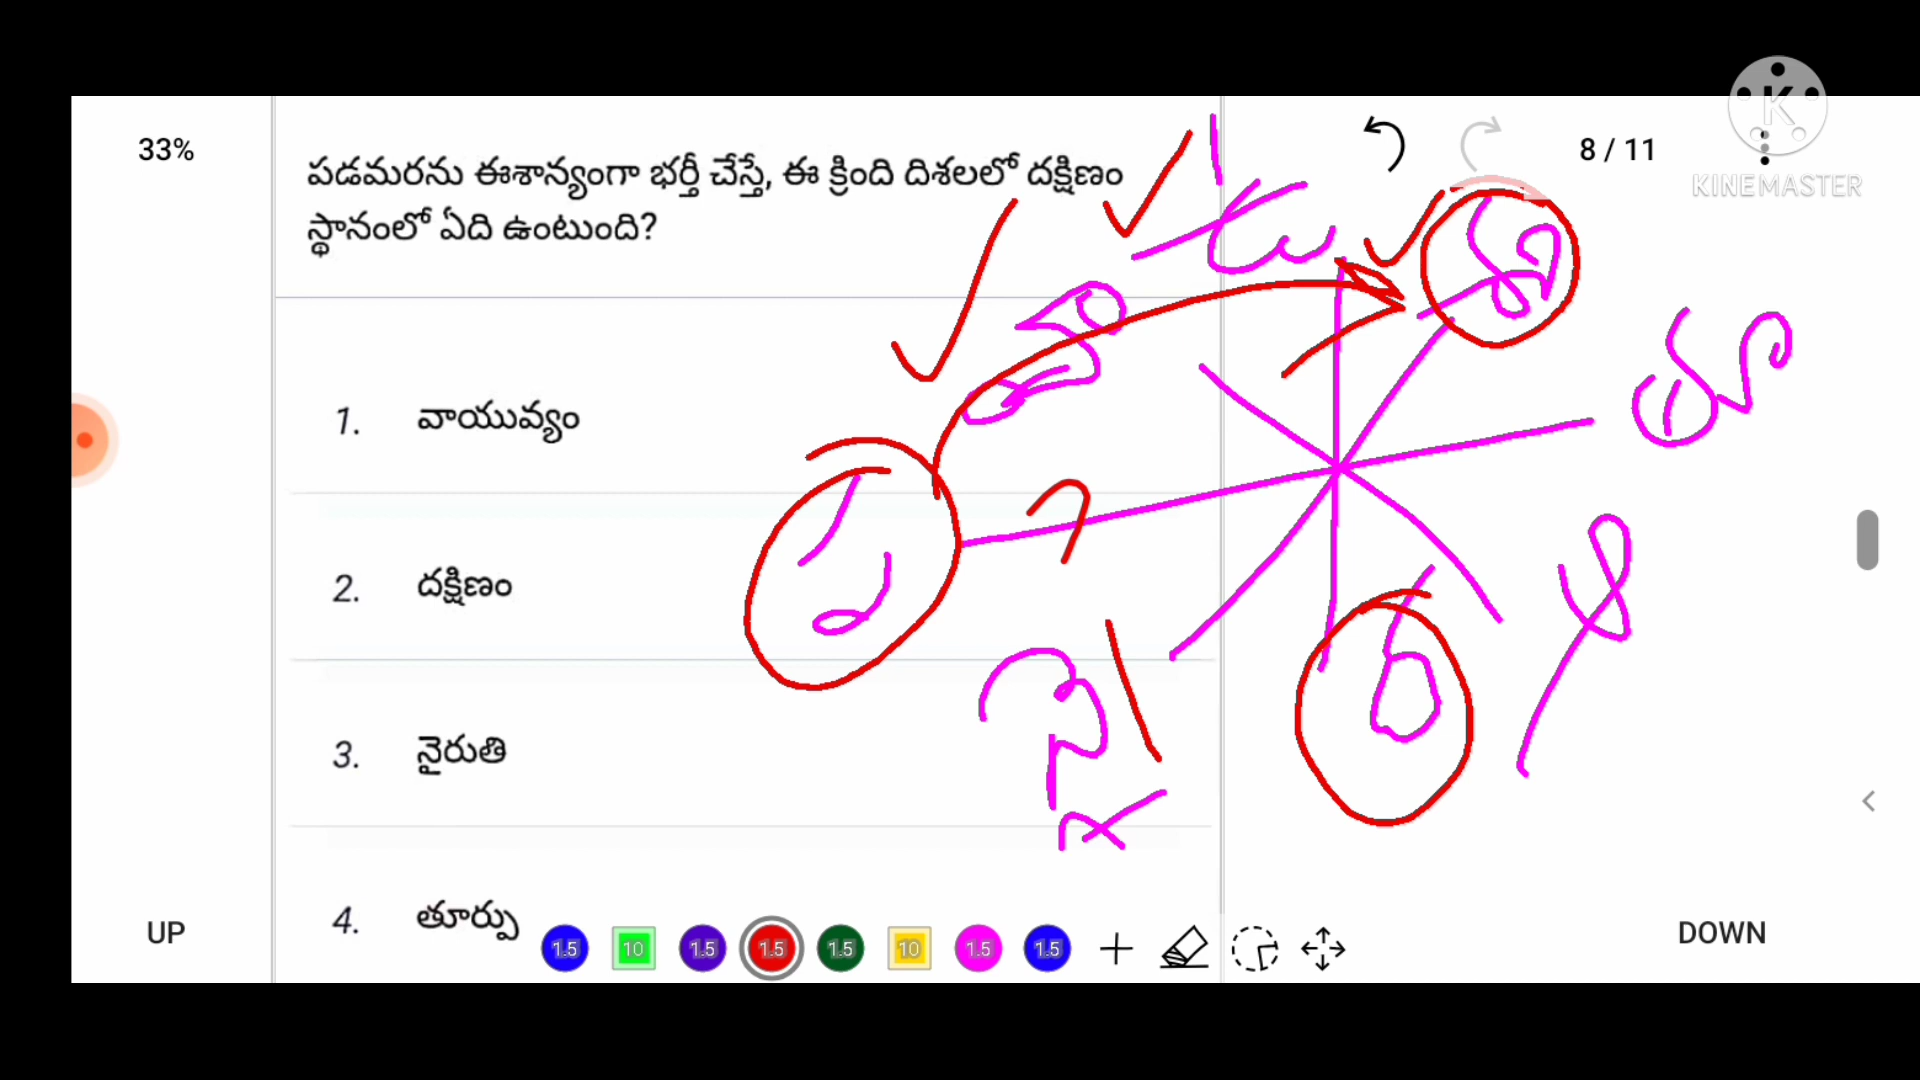 33%
8 / 11
KINEMASTER
పడమరను ఈశాన్యంగా భర్తీ చేస్తే, ఈ క్రింది దిశలలో దక్షిణం
స్థానంలో ఏది ఉంటుంది?
1. వాయువ్యం
2. దక్షిణం
3. నైరుతి
4. తూర్పు
UP
1.5 10 1.5 1.5 1.5 10 1.5 1.5
DOWN